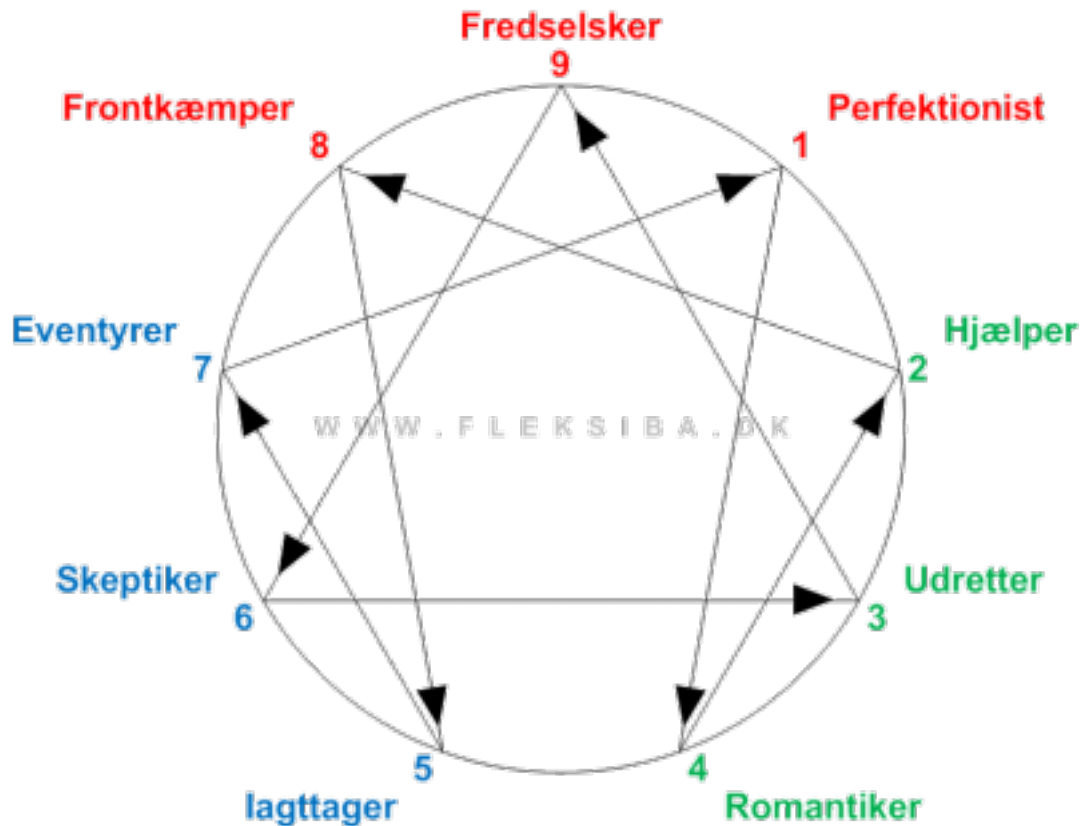 Fredselsker
9
Frontkæmper
8
Perfektionist
1
Eventyrer
7
Hjælper
2
WWW.FLEKSIBA.DK
Skeptiker
6
Udretter
3
5
Iagttager
4
Romantiker